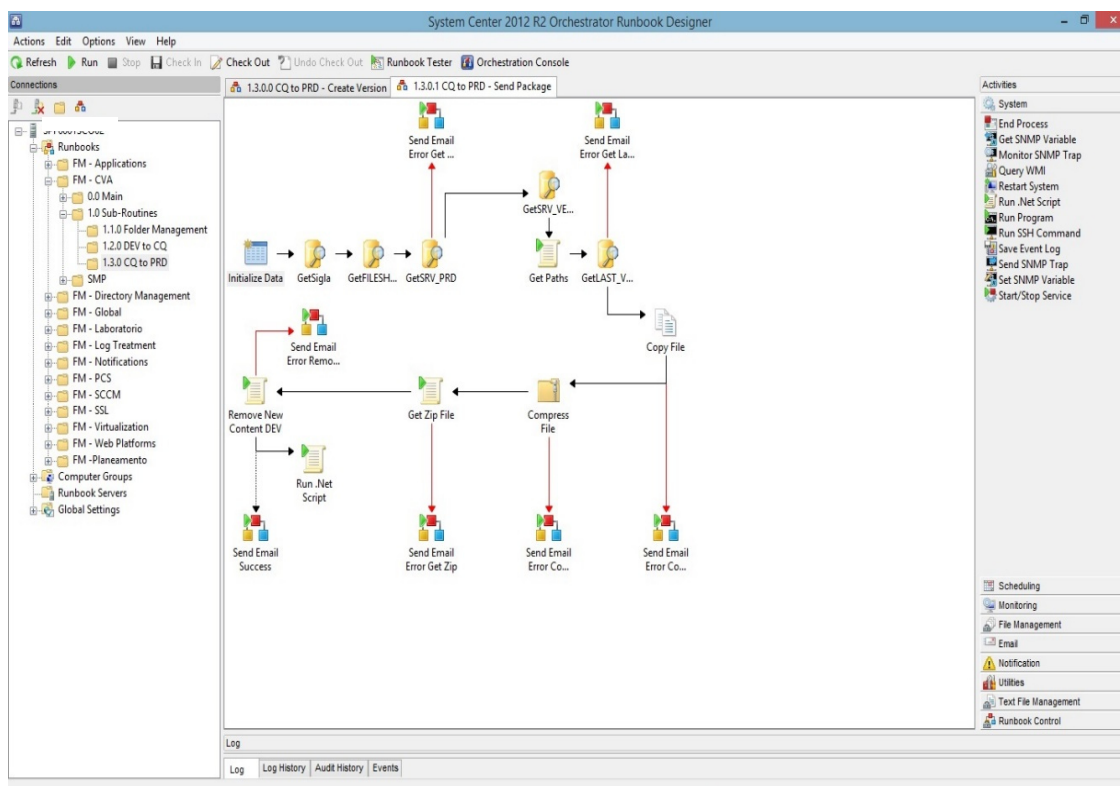 System Center 2012 R2 Orchestrator Runbook Designer
Actions Edit Options View Help
Refresh Run Stop Check In Check Out Undo Check Out Runbook Tester Orchestration Console
Connections
Runbooks
FM - Applications
FM - CVA
0.0 Main
1.0 Sub-Routines
1.1.0 Folder Management
1.2.0 DEV to CQ
1.3.0 CQ to PRD
SMP
FM - Directory Management
FM - Global
FM - Laboratorio
FM - Log Treatment
FM - Notifications
FM - PCS
FM - SCCM
FM - SSL
FM - Virtualization
FM - Web Platforms
FM -Planeamento
Computer Groups
Runbook Servers
Global Settings
1.3.0.0 CQ to PRD - Create Version
1.3.0.1 CQ to PRD - Send Package
Send Email
Error Get ...
Send Email
Error Get La...
GetSRV_VE...
Initialize Data
GetSigla
GetFILESH...
GetSRV_PRD
Get Paths
GetLAST_V...
Send Email
Error Remo...
Copy File
Remove New
Content DEV
Get Zip File
Compress
File
Run .Net
Script
Send Email
Success
Send Email
Error Get Zip
Send Email
Error Co...
Send Email
Error Co...
Log
Log Log History Audit History Events
Activities
System
End Process
Get SNMP Variable
Monitor SNMP Trap
Query WMI
Restart System
Run .Net Script
Run Program
Run SSH Command
Save Event Log
Send SNMP Trap
Set SNMP Variable
Start/Stop Service
Scheduling
Monitoring
File Management
Email
Notification
Utilities
Text File Management
Runbook Control